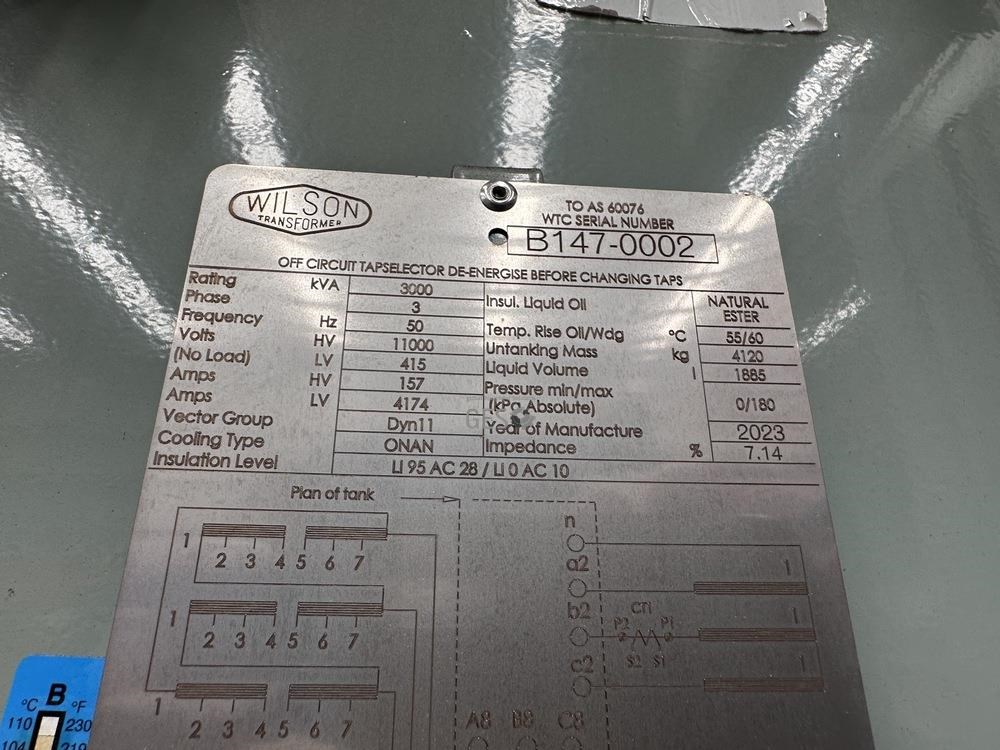 WILSON
TRANSFORMER
TO AS 60076
WTC SERIAL NUMBER
B147-0002
OFF CIRCUIT TAPSELECTOR DE-ENERGISE BEFORE CHANGING TAPS
Rating kVA 3000
Phase 3
Frequency Hz 50
Volts HV 11000
(No Load) LV 415
Amps HV 157
Amps LV 4174
Vector Group Dyn11
Cooling Type ONAN
Insulation Level LI 95 AC 28 / LI 0 AC 10
Insul. Liquid Oil NATURAL ESTER
Temp. Rise Oil/Wdg °C 55/60
Untanking Mass kg 4120
Liquid Volume l 1885
Pressure min/max
(kPa Absolute) 0/180
Year of Manufacture 2023
Impedance % 7.14
Plan of tank
1
2 3 4 5 6 7
1
2 3 4 5 6 7
1
2 3 4 5 6 7
n
a2 1
b2 1
CT1
P2 P1
S2 S1
c2 1
A8 B8 C8
B
°C °F
110 230
104 219